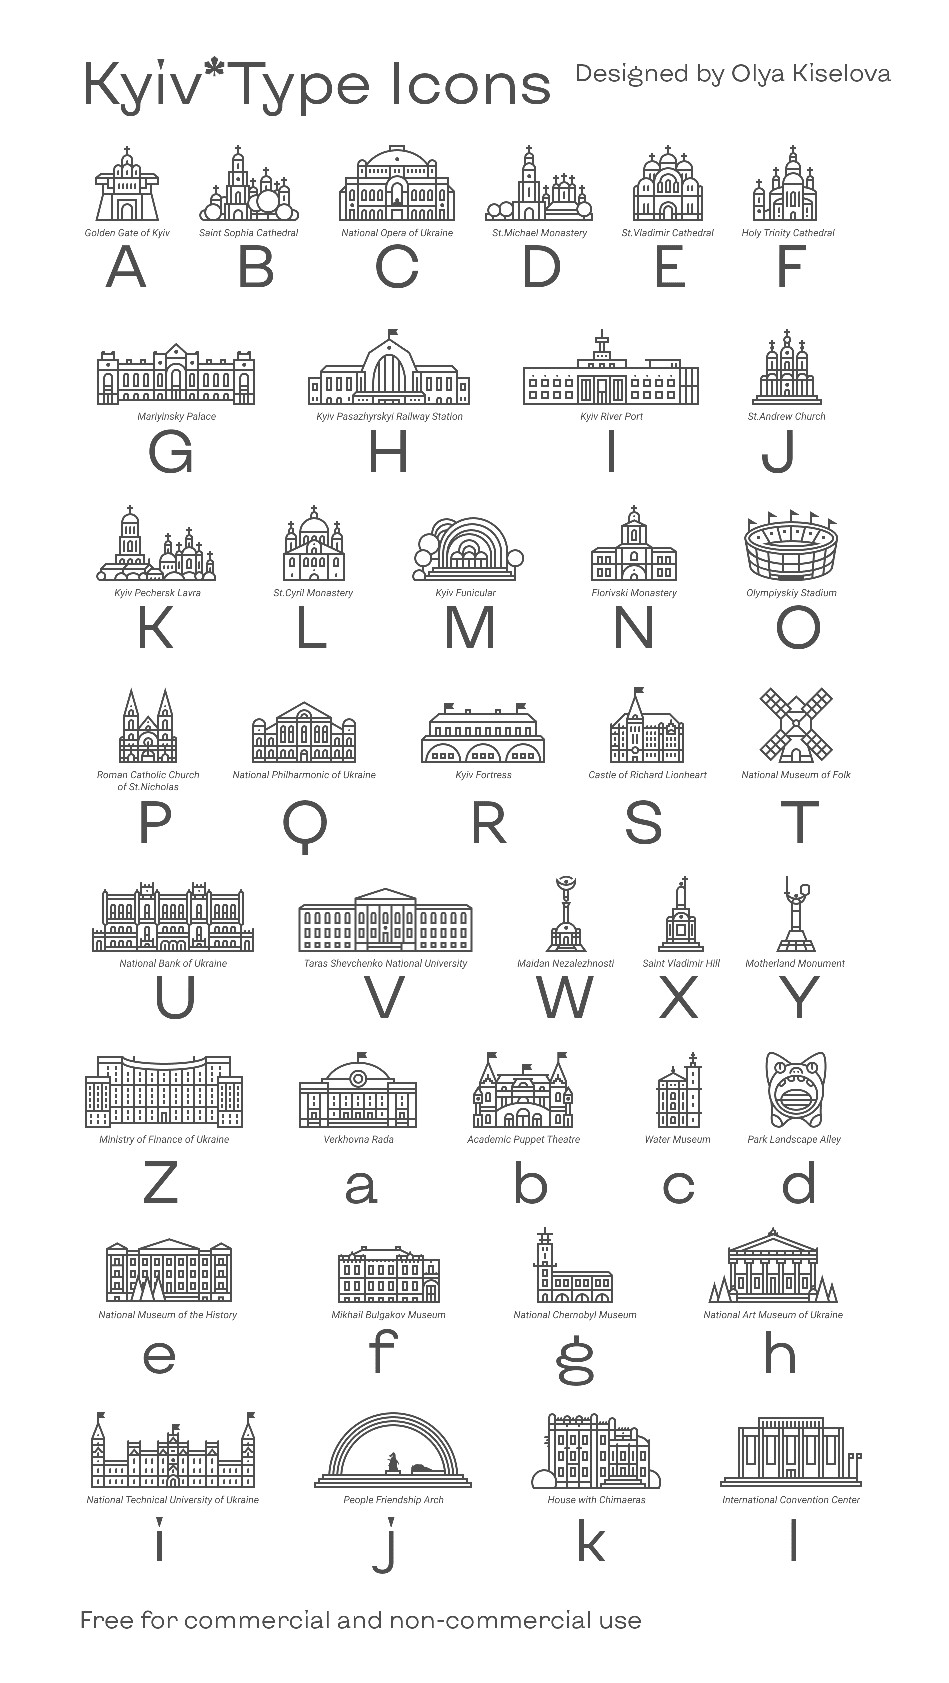 Kyiv*Type Icons
Designed by Olya Kiselova
Golden Gate of Kyiv
Saint Sophia Cathedral
National Opera of Ukraine
St.Michael Monastery
St.Vladimir Cathedral
Holy Trinity Cathedral
A B C D E F
Mariyinsky Palace
Kyiv Pasazhyrskyi Railway Station
Kyiv River Port
St.Andrew Church
G H I J
Kyiv Pechersk Lavra
St.Cyril Monastery
Kyiv Funicular
Florivski Monastery
Olympiyskiy Stadium
K L M N O
Roman Catholic Church
of St.Nicholas
National Philharmonic of Ukraine
Kyiv Fortress
Castle of Richard Lionheart
National Museum of Folk
P Q R S T
National Bank of Ukraine
Taras Shevchenko National University
Maidan Nezalezhnosti
Saint Vladimir Hill
Motherland Monument
U V W X Y
Ministry of Finance of Ukraine
Verkhovna Rada
Academic Puppet Theatre
Water Museum
Park Landscape Alley
Z a b c d
National Museum of the History
Mikhail Bulgakov Museum
National Chernobyl Museum
National Art Museum of Ukraine
e f g h
National Technical University of Ukraine
People Friendship Arch
House with Chimaeras
International Convention Center
i j k l
Free for commercial and non-commercial use